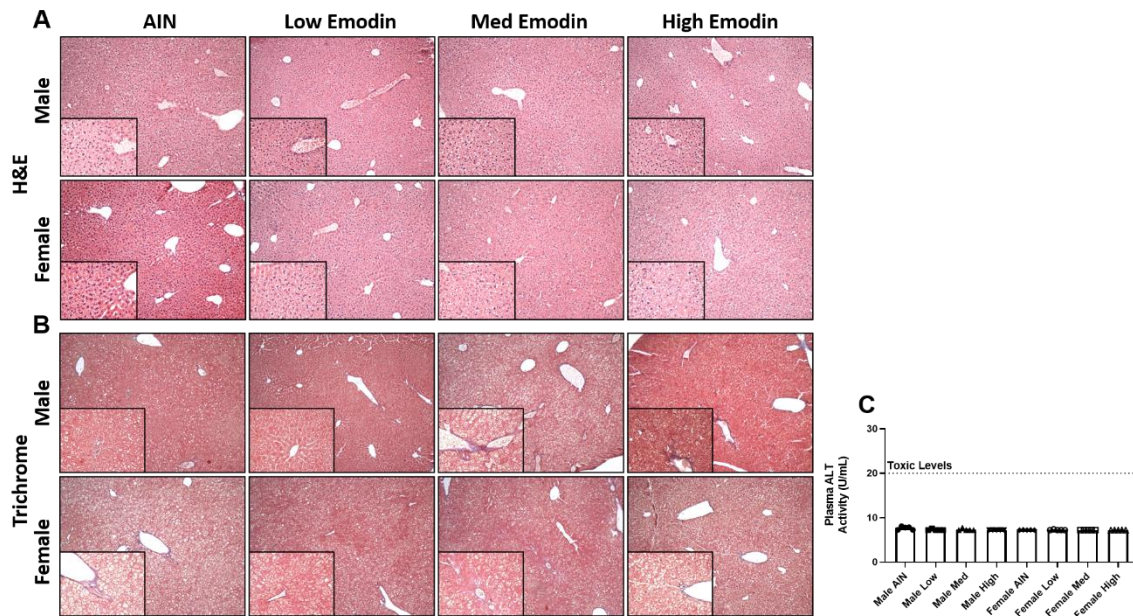 A
AIN
Low Emodin
Med Emodin
High Emodin
H&E
Male
Female
B
Trichrome
Male
Female
C
Plasma ALT
Activity (U/mL)
30
20
10
0
Toxic Levels
Male AIN
Male Low
Male Med
Male High
Female AIN
Female Low
Female Med
Female High